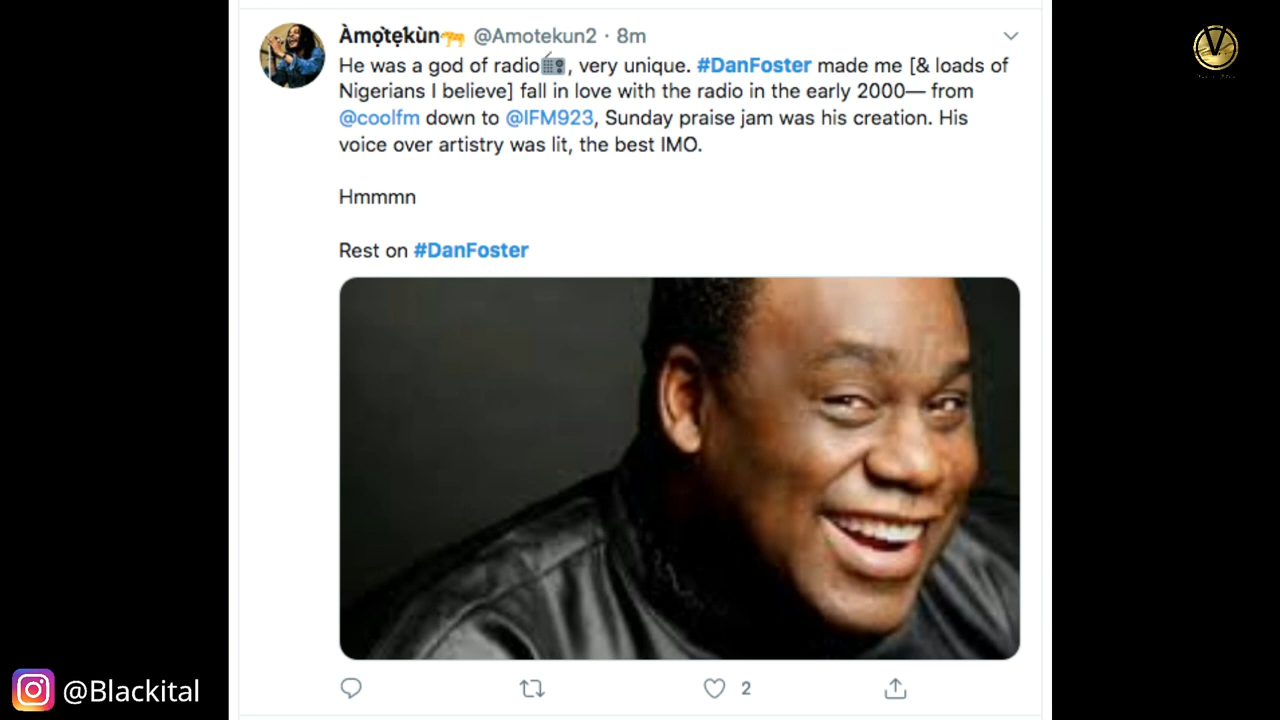 Àmọ̀tẹ́kùn🐆 @Amotekun2 · 8m
He was a god of radio📻, very unique. #DanFoster made me [& loads of
Nigerians I believe] fall in love with the radio in the early 2000— from
@coolfm down to @IFM923, Sunday praise jam was his creation. His
voice over artistry was lit, the best IMO.
Hmmmn
Rest on #DanFoster
2
V
@Blackital